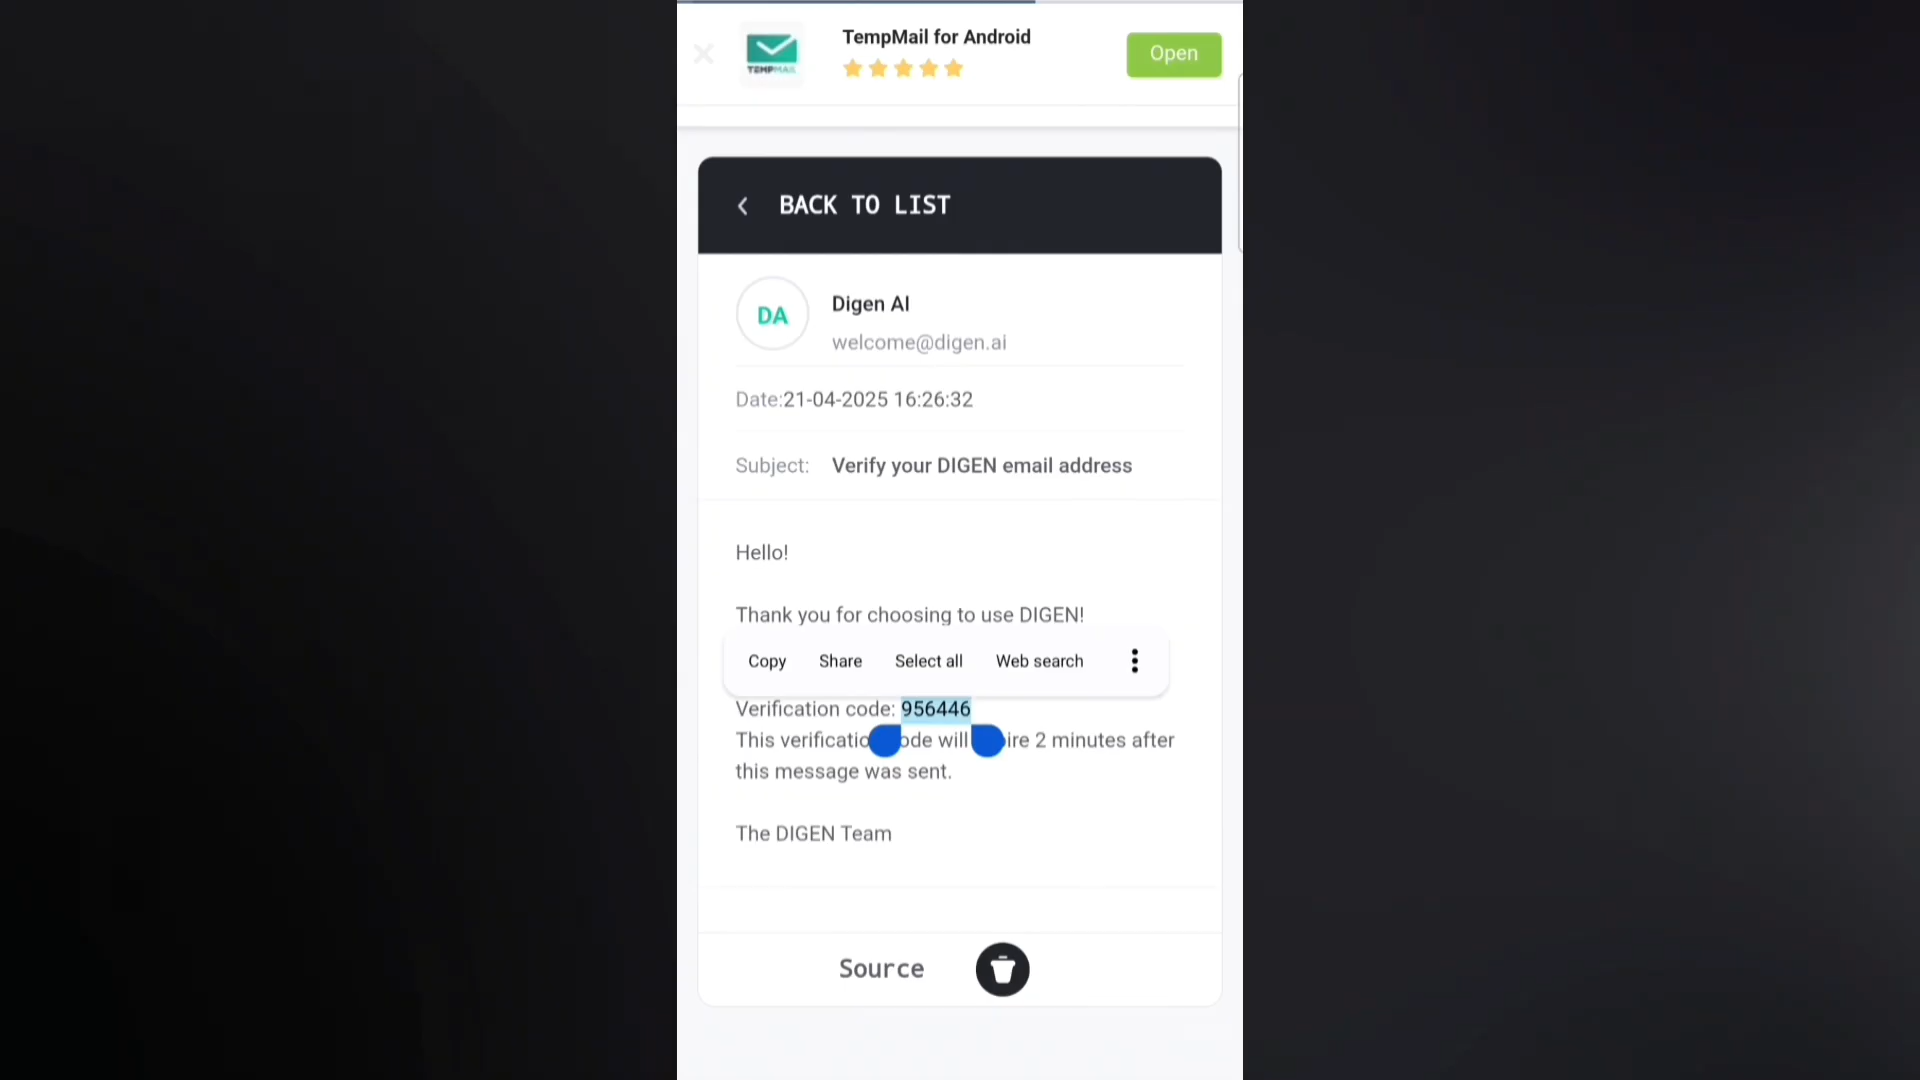 TempMail for Android
Open
TEMPMAIL
BACK TO LIST
DA
Digen AI
welcome@digen.ai
Date:21-04-2025 16:26:32
Subject: Verify your DIGEN email address
Hello!
Thank you for choosing to use DIGEN!
Copy Share Select all Web search
Verification code: 956446
This verificatio ode will ire 2 minutes after
this message was sent.
The DIGEN Team
Source